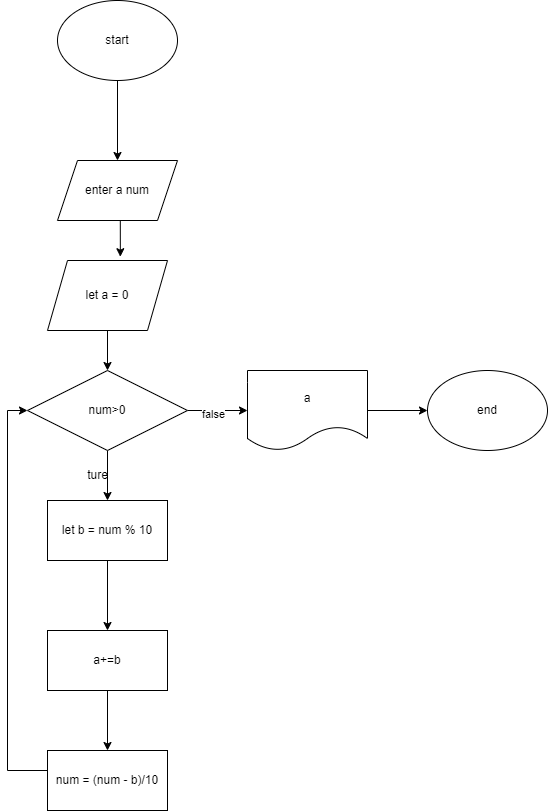 start
enter a num
let a = 0
num>0
false
a
end
ture
let b = num % 10
a+=b
num = (num - b)/10